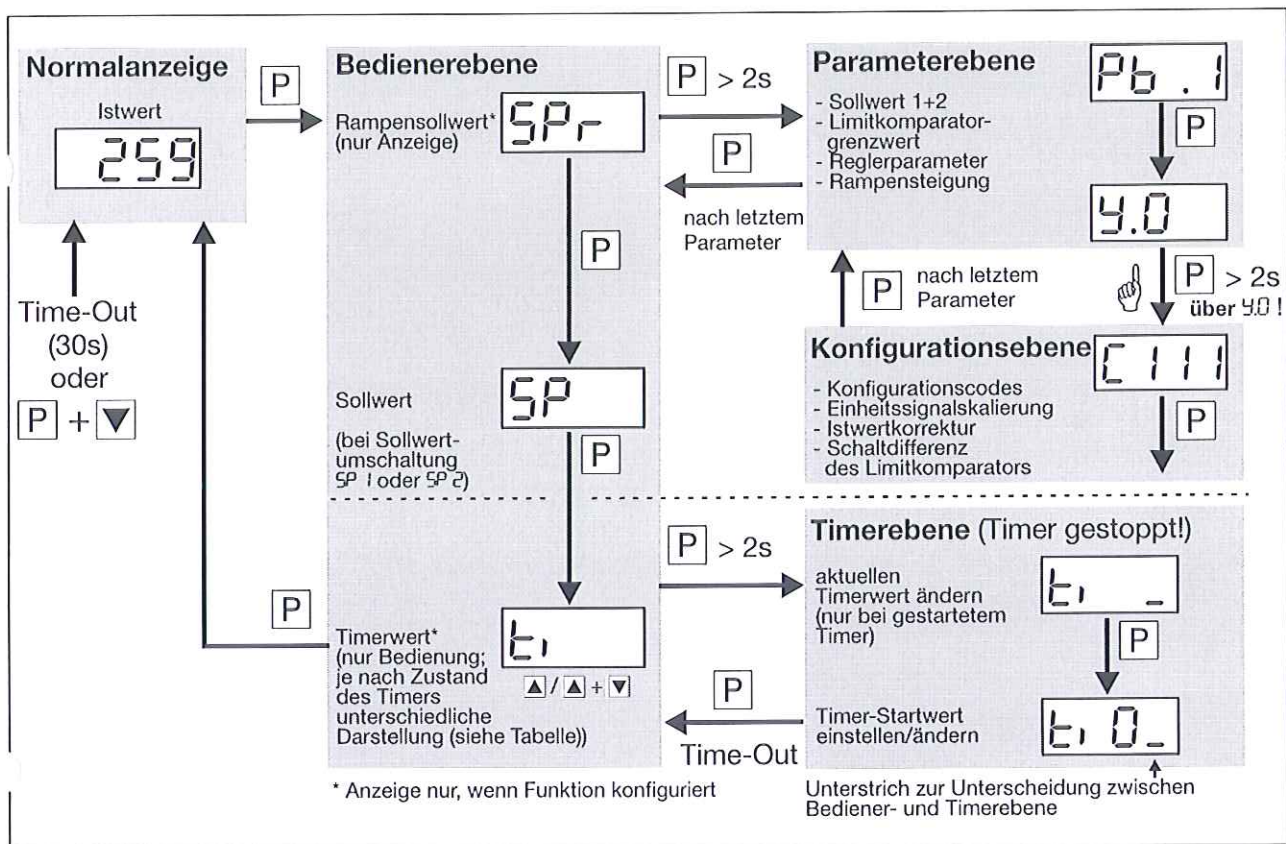 Normalanzeige
Istwert
259
P
Time-Out
(30s)
oder
P + ▼
Bedienerebene
Rampensollwert*
(nur Anzeige)
SPr
P
Sollwert
SP
(bei Sollwert-
umschaltung
SP 1 oder SP 2)
P
Timerwert*
(nur Bedienung;
je nach Zustand
des Timers
unterschiedliche
Darstellung (siehe Tabelle))
ti
▲ / ▲ + ▼
P
* Anzeige nur, wenn Funktion konfiguriert
P > 2s
P
nach letztem
Parameter
Parameterebene
- Sollwert 1+2
- Limitkomparator-
grenzwert
- Reglerparameter
- Rampensteigung
Pb .1
P
y.0
P nach letztem
Parameter
P > 2s
über y.0 !
Konfigurationsebene
C111
- Konfigurationscodes
- Einheitssignalskalierung
- Istwertkorrektur
- Schaltdifferenz
des Limitkomparators
P
P > 2s
P
Time-Out
Timerebene (Timer gestoppt!)
aktuellen
Timerwert ändern
(nur bei gestartetem
Timer)
ti _
P
Timer-Startwert
einstellen/ändern
ti 0_
Unterstrich zur Unterscheidung zwischen
Bediener- und Timerebene